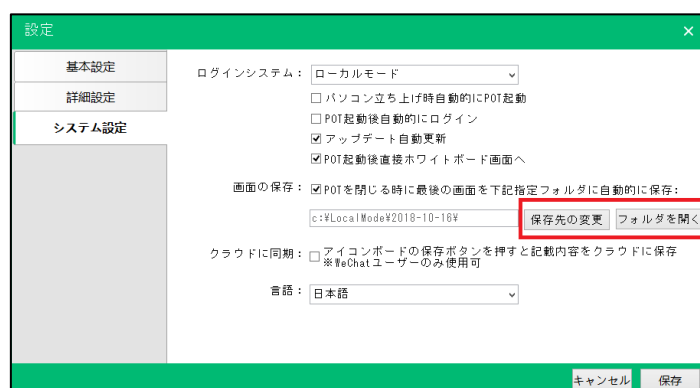 設定
基本設定
詳細設定
システム設定
ログインシステム： ローカルモード
パソコン立ち上げ時自動的にPOT起動
POT起動後自動的にログイン
アップデート自動更新
POT起動後直接ホワイトボード画面へ
画面の保存： POTを閉じる時に最後の画面を下記指定フォルダに自動的に保存：
c:¥LocalMode¥2018-10-16¥ 保存先の変更 フォルダを開く
クラウドに同期： アイコンボードの保存ボタンを押すと記載内容をクラウドに保存
※WeChatユーザーのみ使用可
言語： 日本語
キャンセル 保存